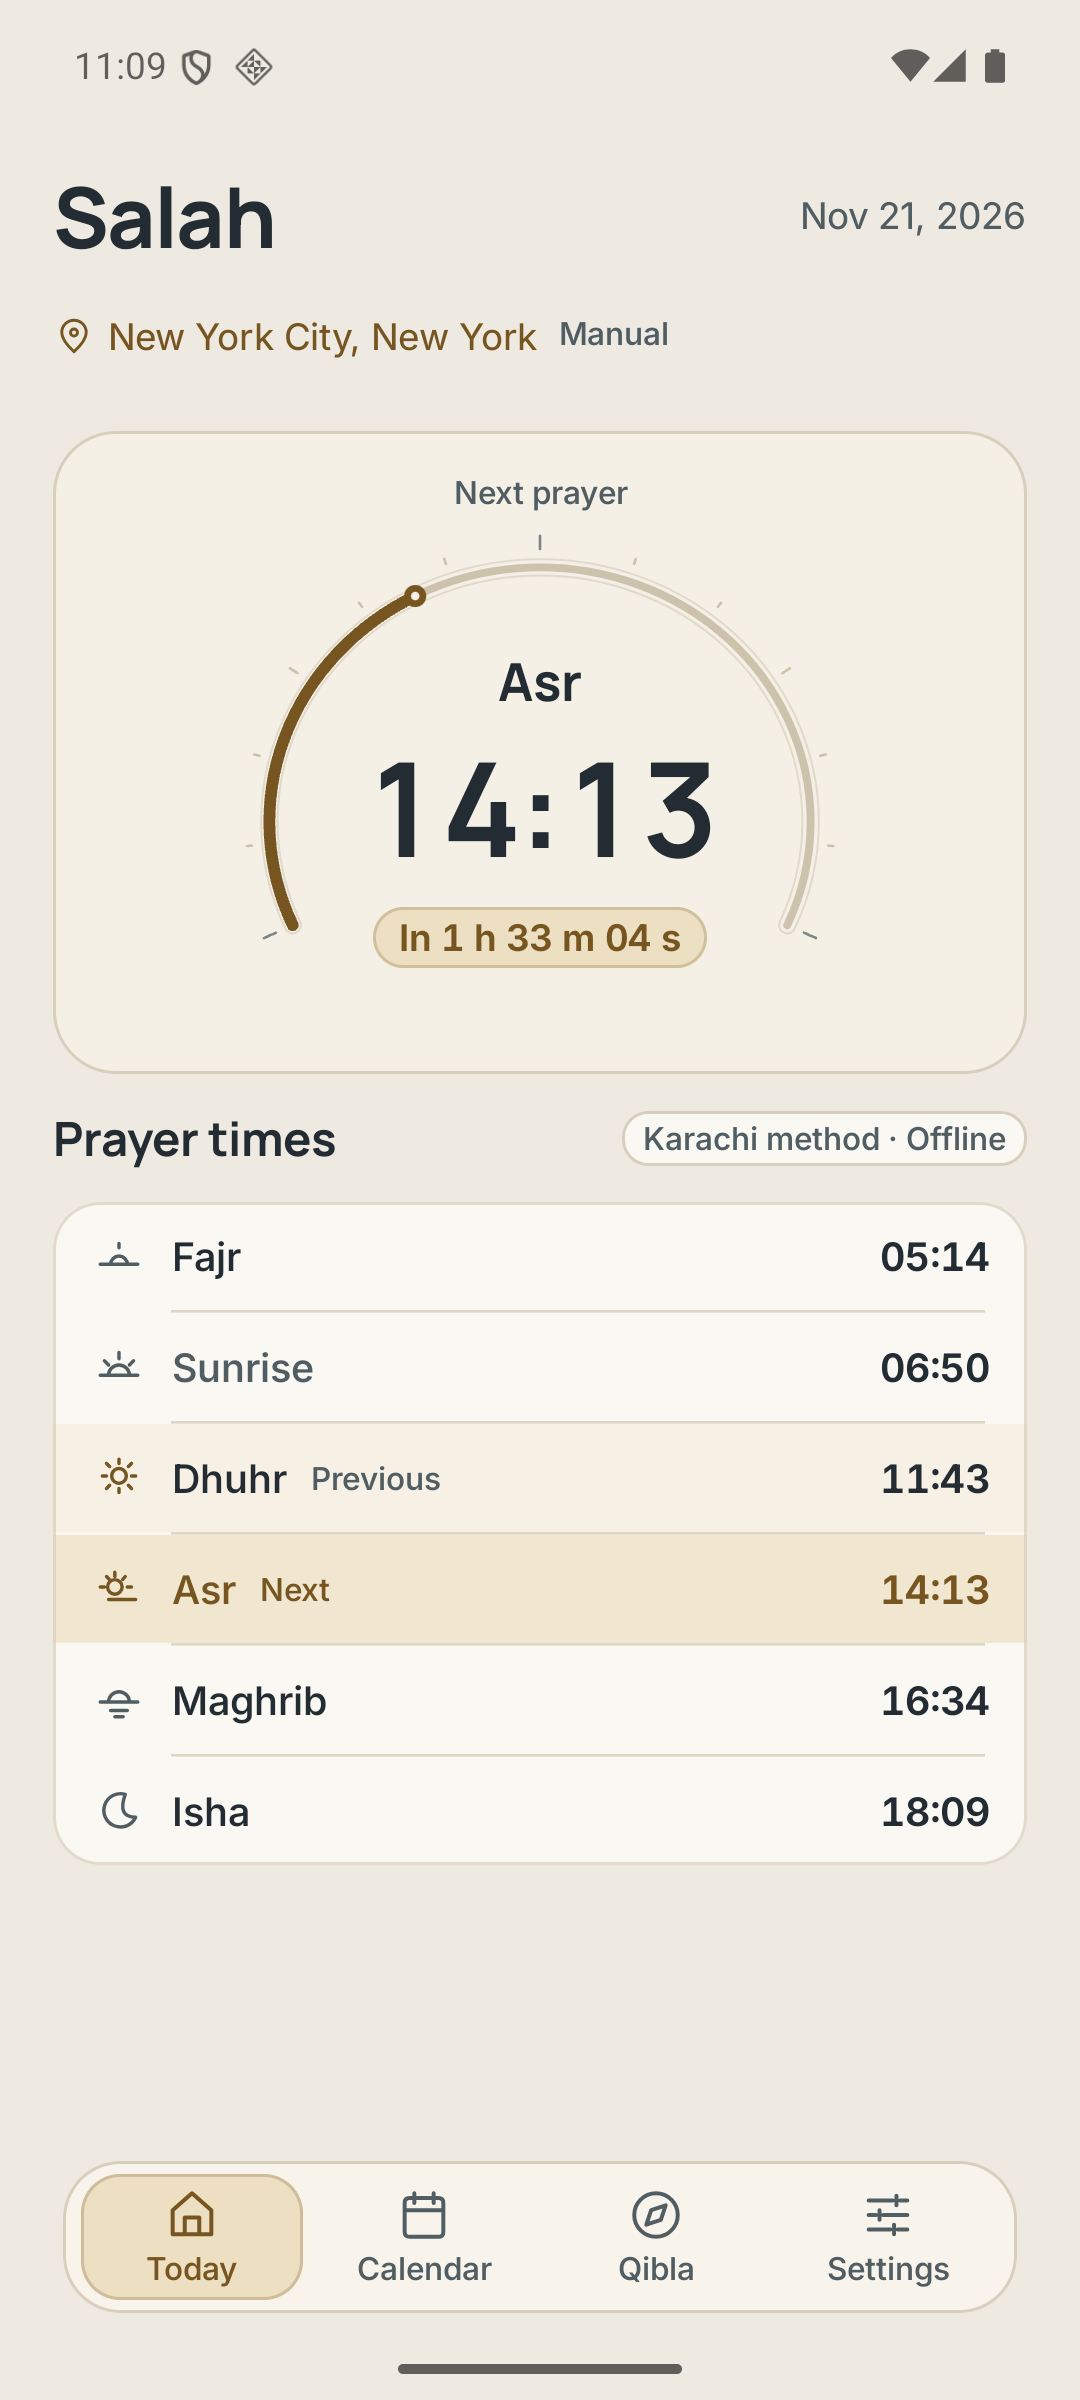 11:09
Salah
Nov 21, 2026
New York City, New York Manual
Next prayer
Asr
14:13
In 1 h 33 m 04 s
Prayer times
Karachi method · Offline
Fajr 05:14
Sunrise 06:50
Dhuhr Previous 11:43
Asr Next 14:13
Maghrib 16:34
Isha 18:09
Today Calendar Qibla Settings